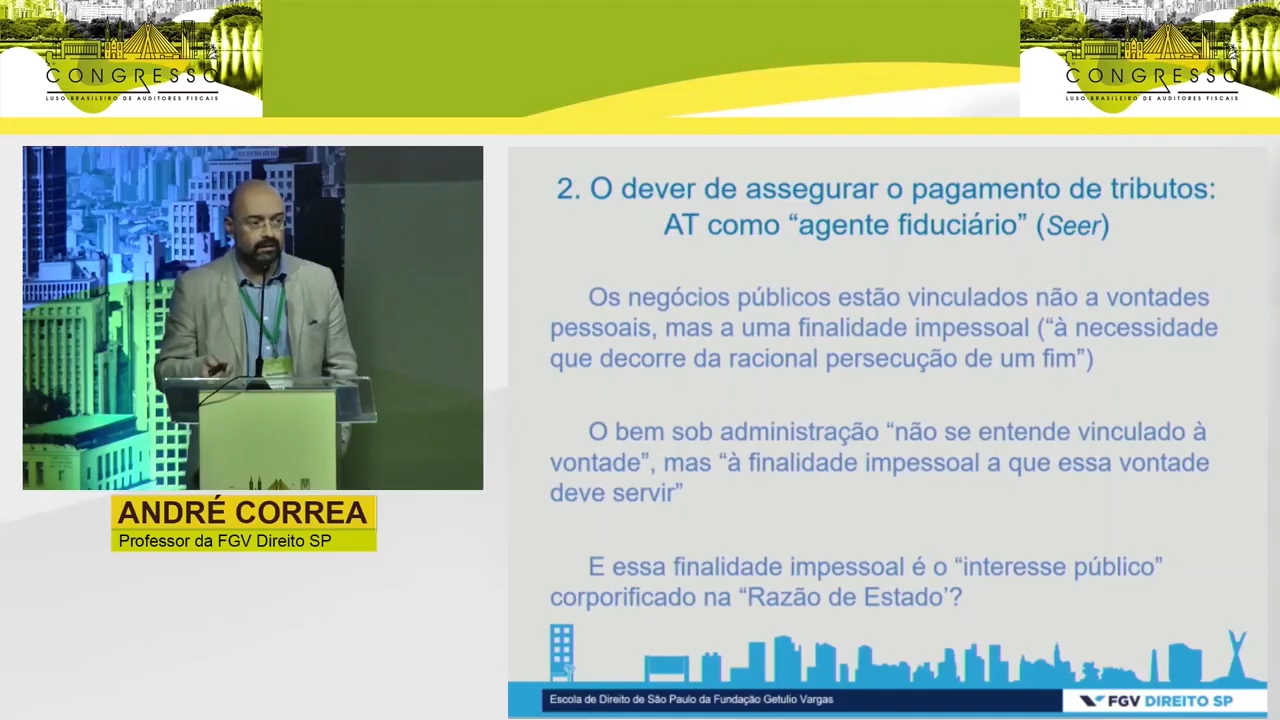 CONGRESSO
LUSO-BRASILEIRO DE AUDITORES FISCAIS
CONGRESSO
LUSO-BRASILEIRO DE AUDITORES FISCAIS
ANDRÉ CORREA
Professor da FGV Direito SP
2. O dever de assegurar o pagamento de tributos:
AT como “agente fiduciário” (Seer)
Os negócios públicos estão vinculados não a vontades
pessoais, mas a uma finalidade impessoal (“à necessidade
que decorre da racional persecução de um fim”)
O bem sob administração “não se entende vinculado à
vontade”, mas “à finalidade impessoal a que essa vontade
deve servir”
E essa finalidade impessoal é o “interesse público”
corporificado na “Razão de Estado’?
Escola de Direito de São Paulo da Fundação Getulio Vargas
FGV DIREITO SP